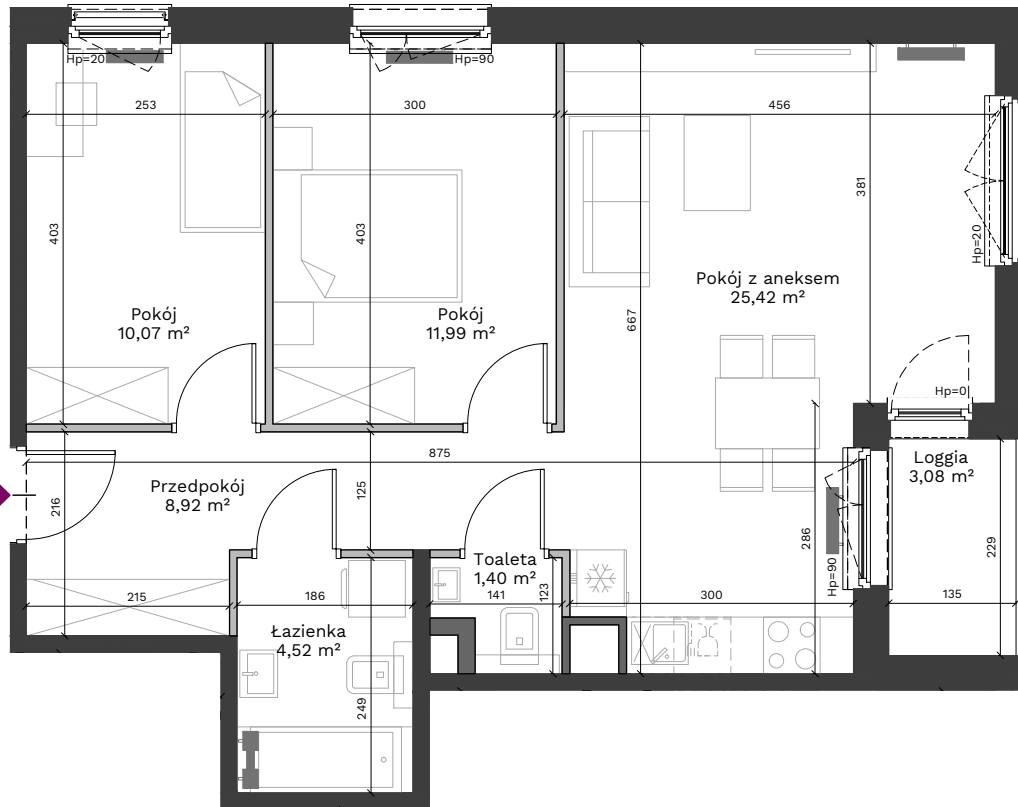 Hp=20
Hp=90
253
300
456
403
403
381
Hp=20
667
Pokój
10,07 m²
Pokój
11,99 m²
Pokój z aneksem
25,42 m²
Hp=0
875
Przedpokój
8,92 m²
216
125
Loggia
3,08 m²
286
229
Hp=90
Toaleta
1,40 m²
123
215
186
141
300
135
Łazienka
4,52 m²
249